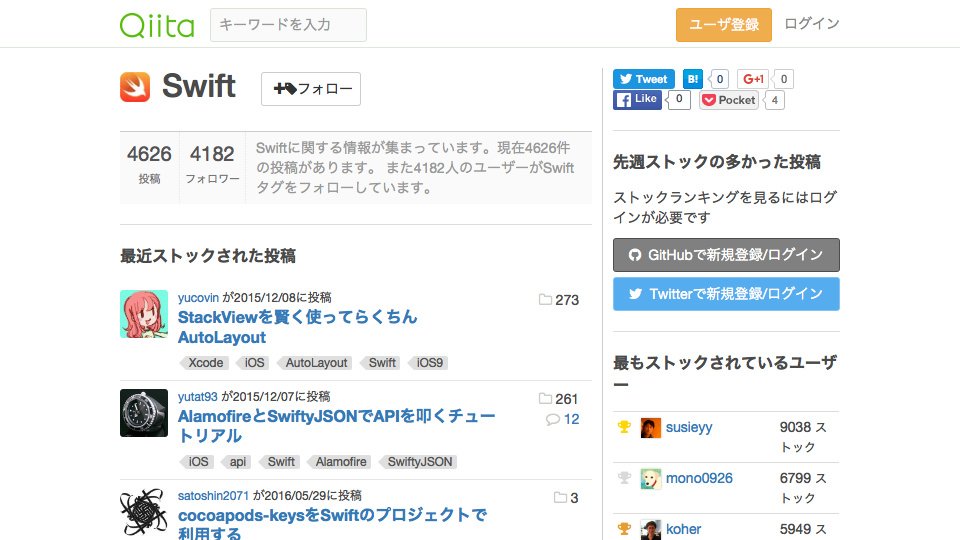 Qiita
キーワードを入力
ユーザ登録
ログイン
Swift
フォロー
4626
投稿
4182
フォロワー
Swiftに関する情報が集まっています。現在4626件
の投稿があります。 また4182人のユーザーがSwift
タグをフォローしています。
最近ストックされた投稿
yucovin が2015/12/08に投稿
273
StackViewを賢く使ってらくちん
AutoLayout
Xcode
iOS
AutoLayout
Swift
iOS9
yutat93 が2015/12/07に投稿
261
AlamofireとSwiftyJSONでAPIを叩くチュー
トリアル
12
iOS
api
Swift
Alamofire
SwiftyJSON
satoshin2071 が2016/05/29に投稿
3
cocoapods-keysをSwiftのプロジェクトで
利用する
Tweet
B!
0
G+1
0
Like
0
Pocket
4
先週ストックの多かった投稿
ストックランキングを見るにはログ
インが必要です
GitHubで新規登録/ログイン
Twitterで新規登録/ログイン
最もストックされているユーザ
ー
susieyy
9038 ス
トック
mono0926
6799 ス
トック
koher
5949 ス